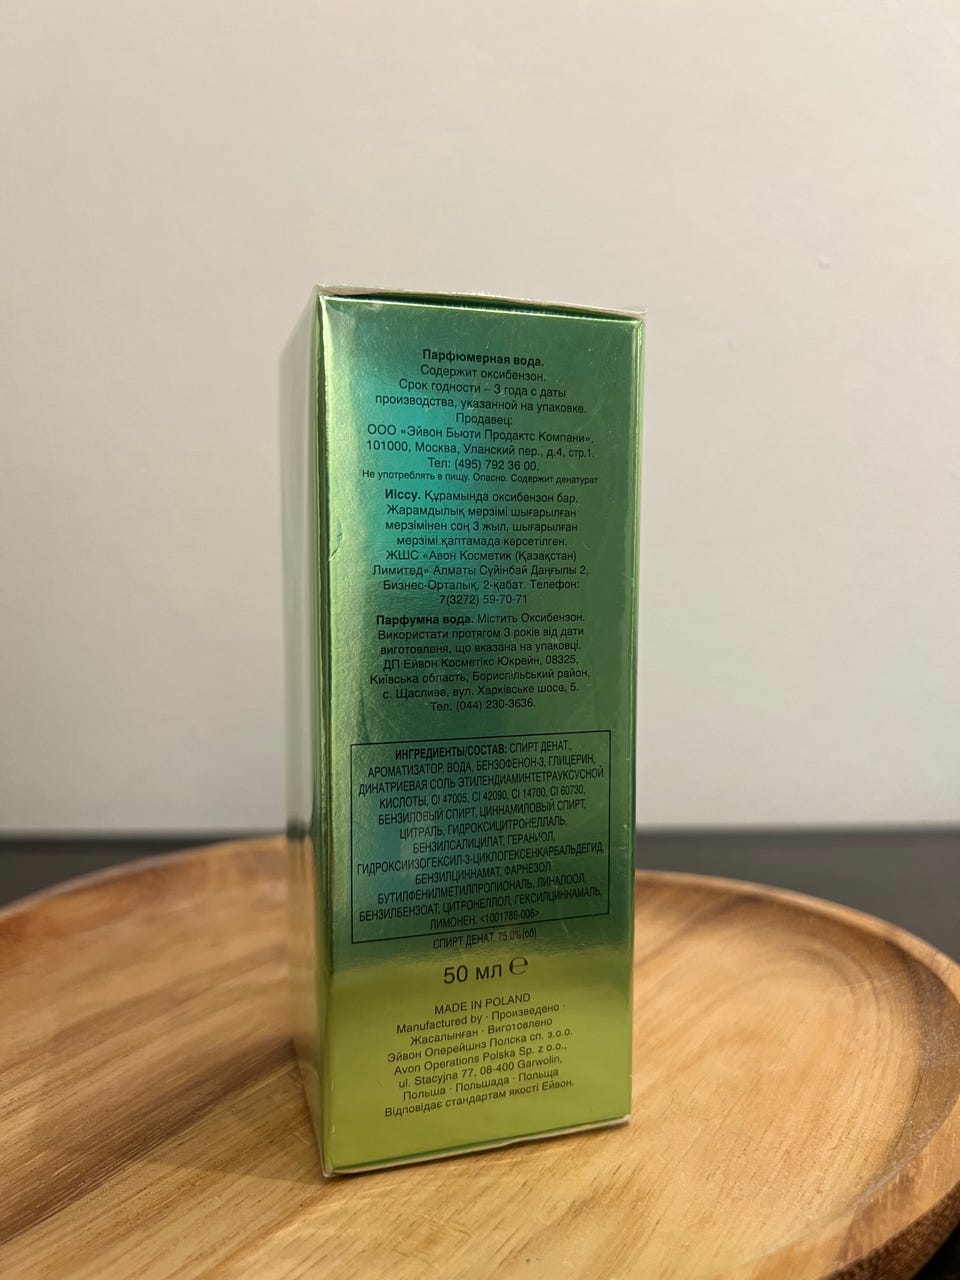 Парфюмерная вода.
Содержит оксибензон.
Срок годности – 3 года с даты
производства, указанной на упаковке.
Продавец:
ООО «Эйвон Бьюти Продактс Компани».
101000, Москва, Уланский пер., д.4, стр.1.
Тел: (495) 792 36 00.
Не употреблять в пищу. Опасно. Содержит денатурат
Иіссу. Құрамында оксибензон бар.
Жарамдылық мерзімі шығарылған
мерзімінен соң 3 жыл, шығарылған
мерзімі қаптамада көрсетілген.
ЖШС «Авон Косметик (Қазақстан)
Лимитед» Алматы Сүйінбай Даңғылы 2,
Бизнес-Орталық, 2-қабат. Телефон:
7(3272) 59-70-71
Парфумна вода. Містить Оксибензон.
Використати протягом 3 років від дати
виготовленя, що вказана на упаковці.
ДП Ейвон Косметікс Юкрейн, 08325,
Київська область, Бориспільський район,
с. Щасливе, вул. Харківське шосе, 5.
Тел. (044) 230-3636.
ИНГРЕДИЕНТЫ/СОСТАВ: СПИРТ ДЕНАТ.,
АРОМАТИЗАТОР, ВОДА, БЕНЗОФЕНОН-3, ГЛИЦЕРИН,
ДИНАТРИЕВАЯ СОЛЬ ЭТИЛЕНДИАМИНТЕТРАУКСУСНОЙ
КИСЛОТЫ, CI 47005, CI 42090, CI 14700, CI 60730.
БЕНЗИЛОВЫЙ СПИРТ, ЦИННАМИЛОВЫЙ СПИРТ,
ЦИТРАЛЬ, ГИДРОКСИЦИТРОНЕЛЛАЛЬ,
БЕНЗИЛСАЛИЦИЛАТ, ГЕРАНИОЛ,
ГИДРОКСИИЗОГЕКСИЛ-3-ЦИКЛОГЕКСЕНКАРБАЛЬДЕГИД,
БЕНЗИЛЦИННАМАТ, ФАРНЕЗОЛ,
БУТИЛФЕНИЛМЕТИЛПРОПИОНАЛЬ, ЛИНАЛООЛ,
БЕНЗИЛБЕНЗОАТ, ЦИТРОНЕЛЛОЛ, ГЕКСИЛЦИННАМАЛЬ,
ЛИМОНЕН. <1001786-006>
СПИРТ ДЕНАТ. 75.0%(об)
50 мл ℮
MADE IN POLAND
Manufactured by · Произведено ·
Жасалынған · Виготовлено
Эйвон Оперейшнз Полска сп. з.о.о.
Avon Operations Polska Sp. z o.o.,
ul. Stacyjna 77, 08-400 Garwolin,
Польша · Польшада · Польща
Відповідає стандартам якості Ейвон.